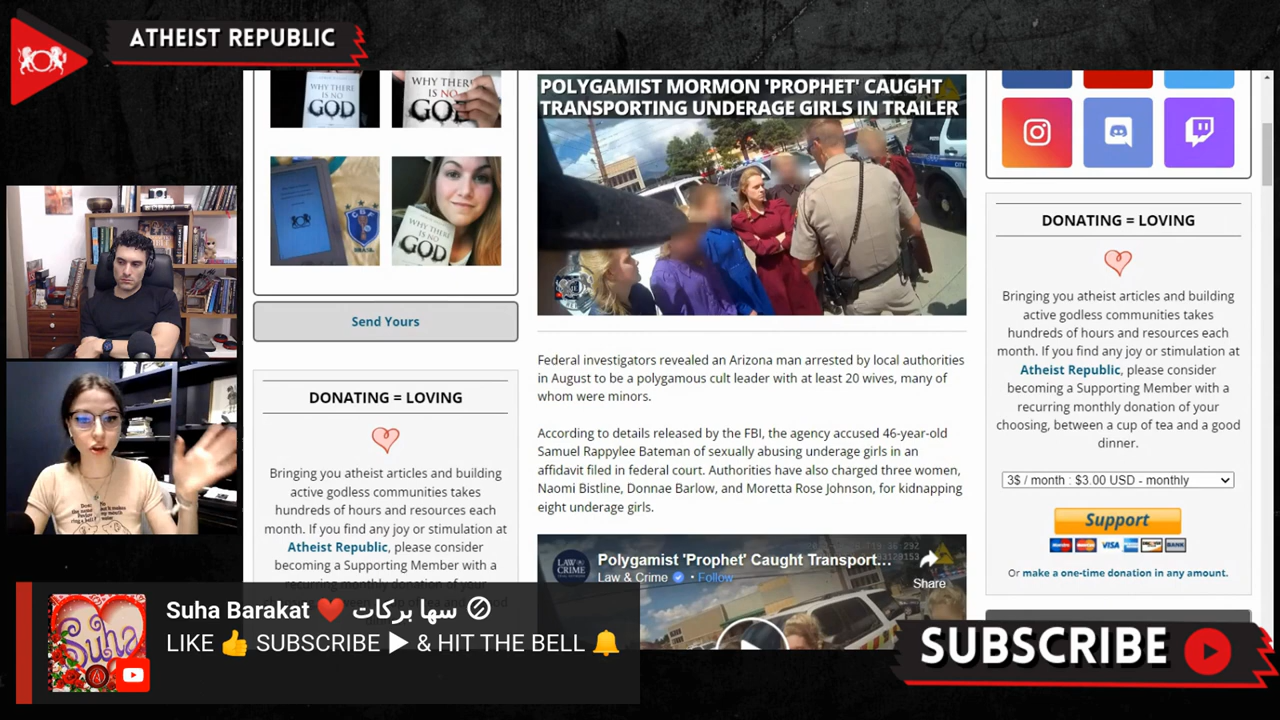 ATHEIST REPUBLIC
WHY THERE
IS NO
GOD
WHY THERE
IS NO
GOD
CBF
BRASIL
WHY THERE
IS NO
GOD
Send Yours
DONATING = LOVING
Bringing you atheist articles and building
active godless communities takes
hundreds of hours and resources each
month. If you find any joy or stimulation at
Atheist Republic, please consider
becoming a Supporting Member with a
recurring monthly donation of your
POLYGAMIST MORMON 'PROPHET' CAUGHT
TRANSPORTING UNDERAGE GIRLS IN TRAILER
Federal investigators revealed an Arizona man arrested by local authorities
in August to be a polygamous cult leader with at least 20 wives, many of
whom were minors.
According to details released by the FBI, the agency accused 46-year-old
Samuel Rappylee Bateman of sexually abusing underage girls in an
affidavit filed in federal court. Authorities have also charged three women,
Naomi Bistline, Donnae Barlow, and Moretta Rose Johnson, for kidnapping
eight underage girls.
LAW &
CRIME
Polygamist 'Prophet' Caught Transport...
Law & Crime • Follow
Share
DONATING = LOVING
Bringing you atheist articles and building
active godless communities takes
hundreds of hours and resources each
month. If you find any joy or stimulation at
Atheist Republic, please consider
becoming a Supporting Member with a
recurring monthly donation of your
choosing, between a cup of tea and a good
dinner.
3$ / month : $3.00 USD - monthly
Support
VISA
BANK
Or make a one-time donation in any amount.
Suha
Suha Barakat ❤️ سها بركات
LIKE 👍 SUBSCRIBE ▶ & HIT THE BELL 🔔
SUBSCRIBE